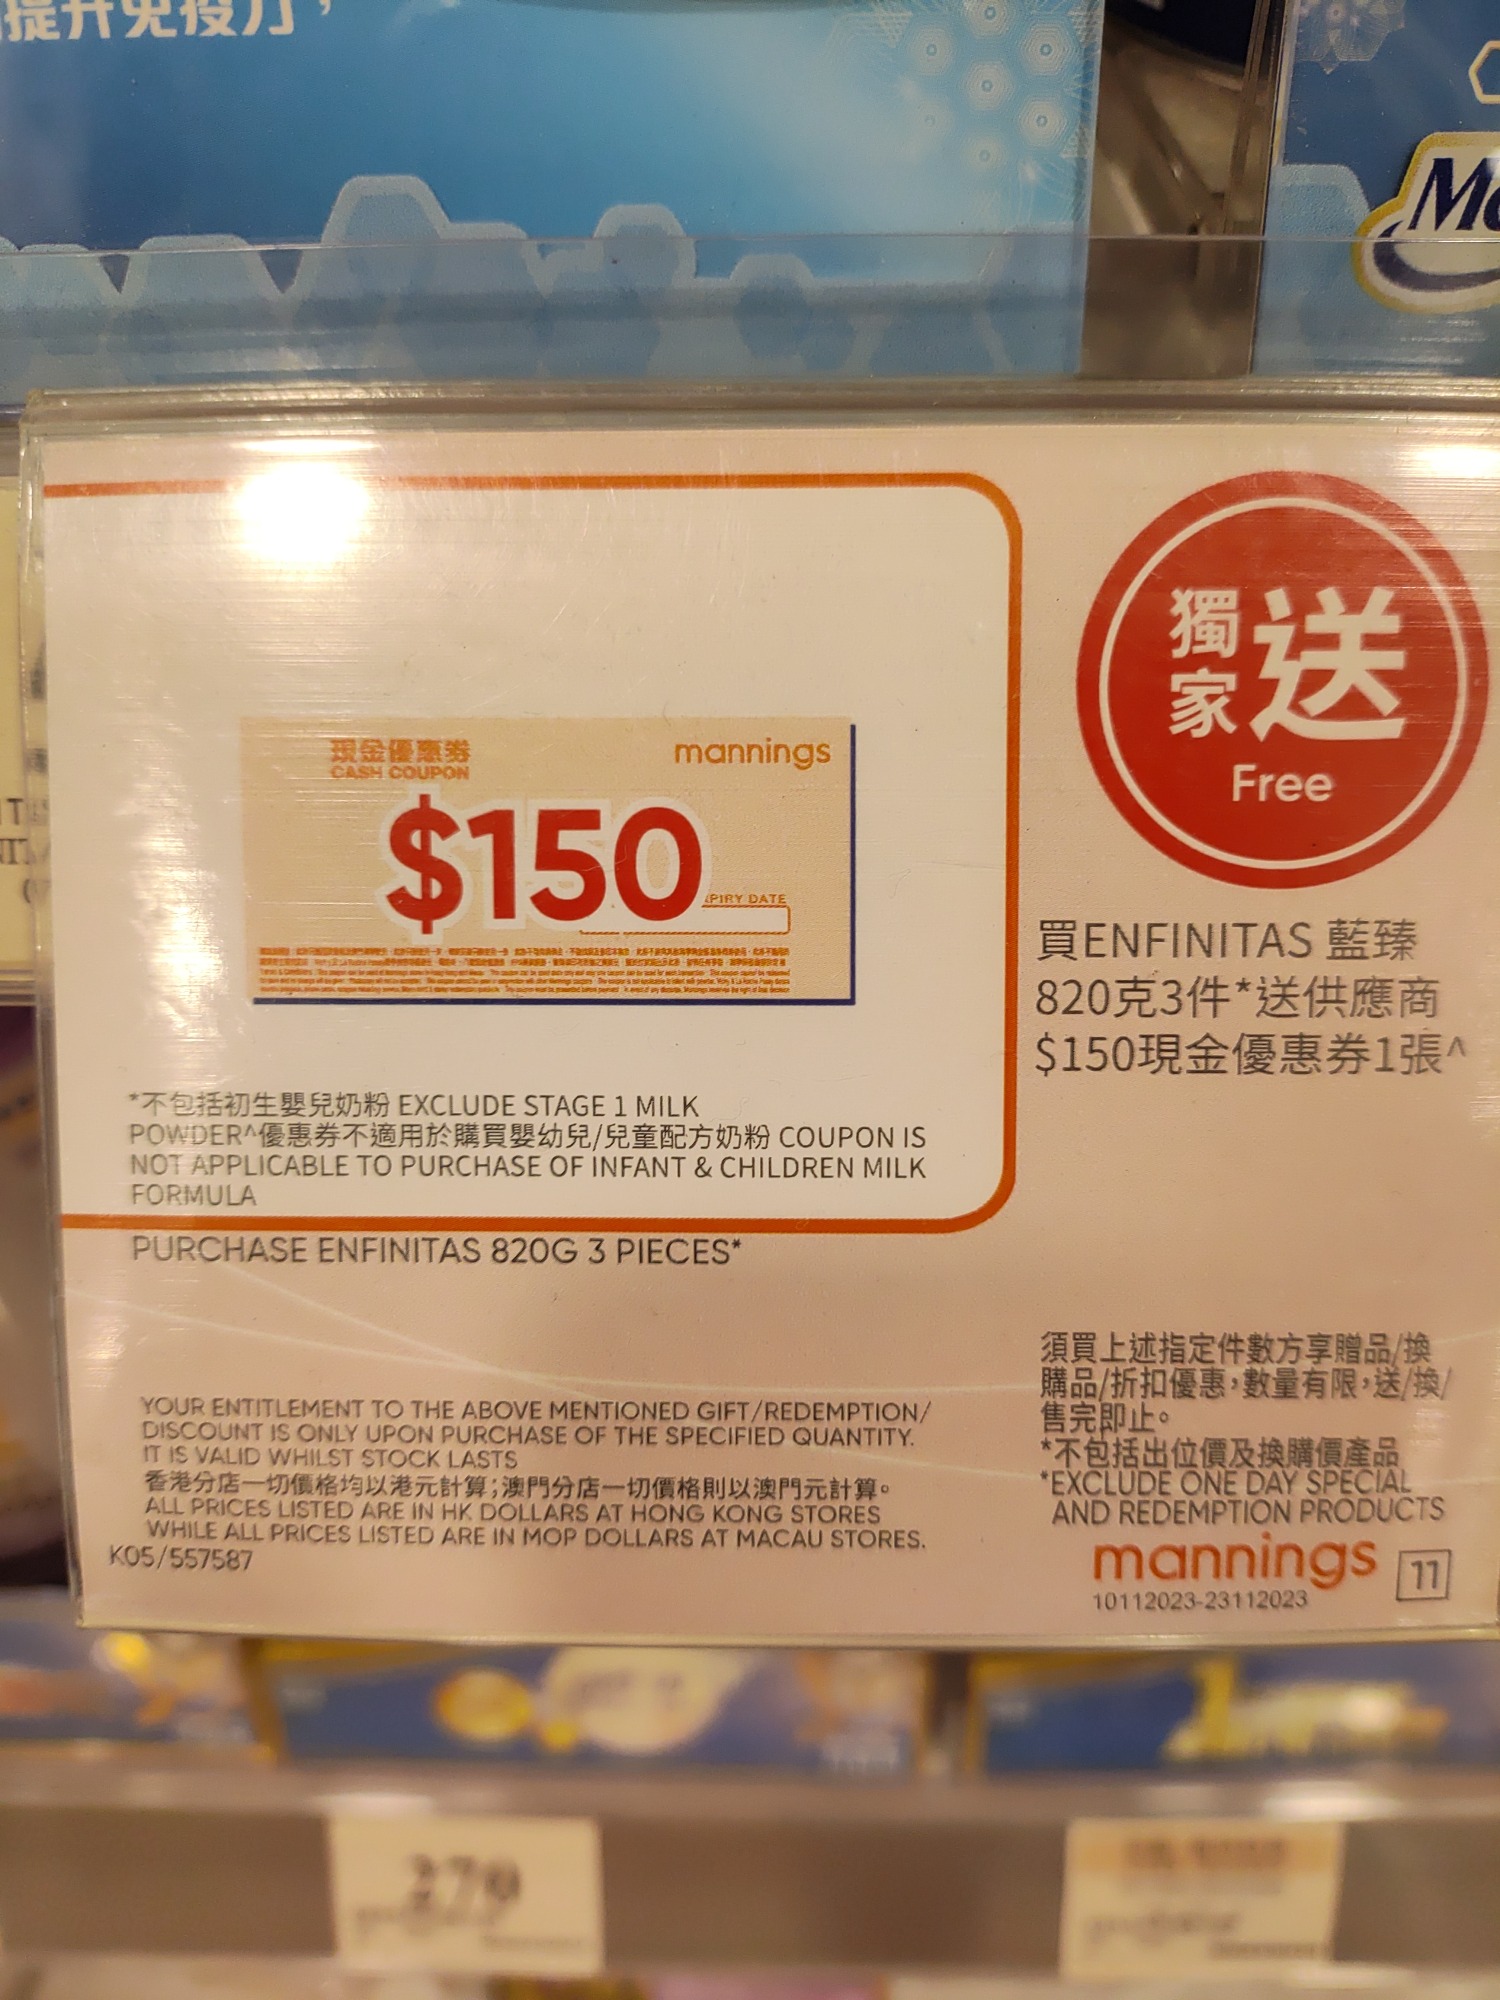 提升免疫力，
獨家
送
Free
現金優惠券
CASH COUPON
mannings
$150
PIRY DATE
買ENFINITAS 藍臻
820克3件*送供應商
$150現金優惠券1張^
*不包括初生嬰兒奶粉 EXCLUDE STAGE 1 MILK
POWDER^優惠券不適用於購買嬰幼兒/兒童配方奶粉 COUPON IS
NOT APPLICABLE TO PURCHASE OF INFANT & CHILDREN MILK
FORMULA
PURCHASE ENFINITAS 820G 3 PIECES*
須買上述指定件數方享贈品/換
購品/折扣優惠，數量有限，送/換/
售完即止。
*不包括出位價及換購價產品
*EXCLUDE ONE DAY SPECIAL
AND REDEMPTION PRODUCTS
YOUR ENTITLEMENT TO THE ABOVE MENTIONED GIFT/REDEMPTION/
DISCOUNT IS ONLY UPON PURCHASE OF THE SPECIFIED QUANTITY.
IT IS VALID WHILST STOCK LASTS
香港分店一切價格均以港元計算；澳門分店一切價格則以澳門元計算。
ALL PRICES LISTED ARE IN HK DOLLARS AT HONG KONG STORES
WHILE ALL PRICES LISTED ARE IN MOP DOLLARS AT MACAU STORES.
K05/557587
mannings
11
10112023-23112023
279